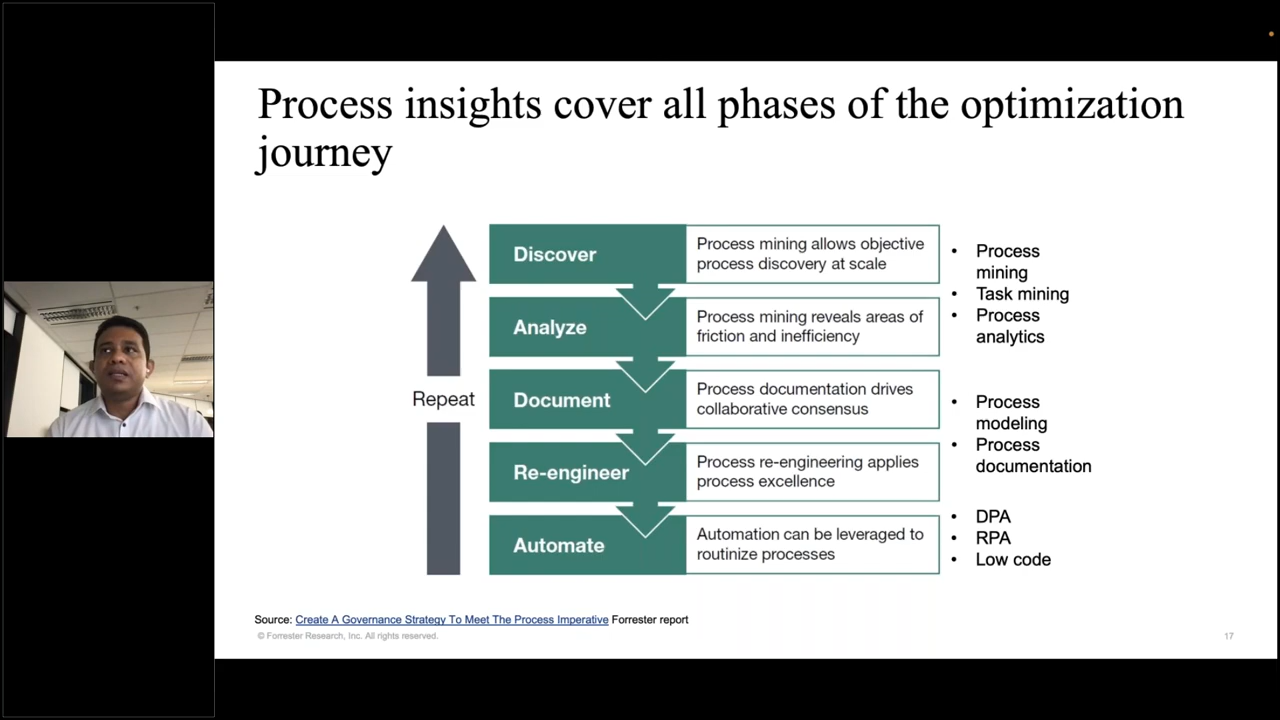 Process insights cover all phases of the optimization
journey
Discover
Process mining allows objective
process discovery at scale
Analyze
Process mining reveals areas of
friction and inefficiency
Repeat
Document
Process documentation drives
collaborative consensus
Re-engineer
Process re-engineering applies
process excellence
Automate
Automation can be leveraged to
routinize processes
• Process
mining
• Task mining
• Process
analytics
• Process
modeling
• Process
documentation
• DPA
• RPA
• Low code
Source: Create A Governance Strategy To Meet The Process Imperative Forrester report
© Forrester Research, Inc. All rights reserved.
17